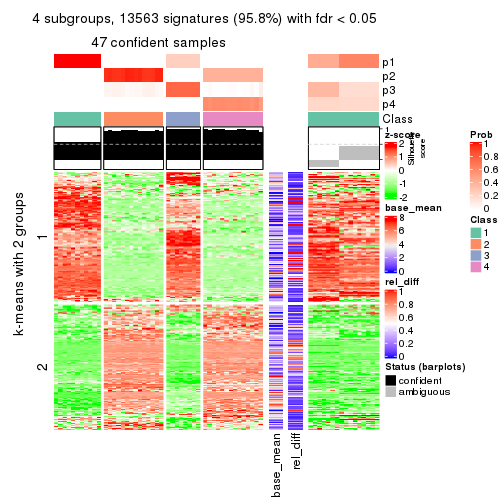 4 subgroups, 13563 signatures (95.8%) with fdr < 0.05
47 confident samples
p1
p2
p3
p4
Class
1
Silhouette
score
k-means with 2 groups
1
2
base_mean
rel_diff
z-score
2
1
0
-1
-2
base_mean
8
6
4
2
0
rel_diff
1
0.8
0.6
0.4
0.2
0
Status (barplots)
confident
ambiguous
Prob
1
0.8
0.6
0.4
0.2
0
Class
1
2
3
4